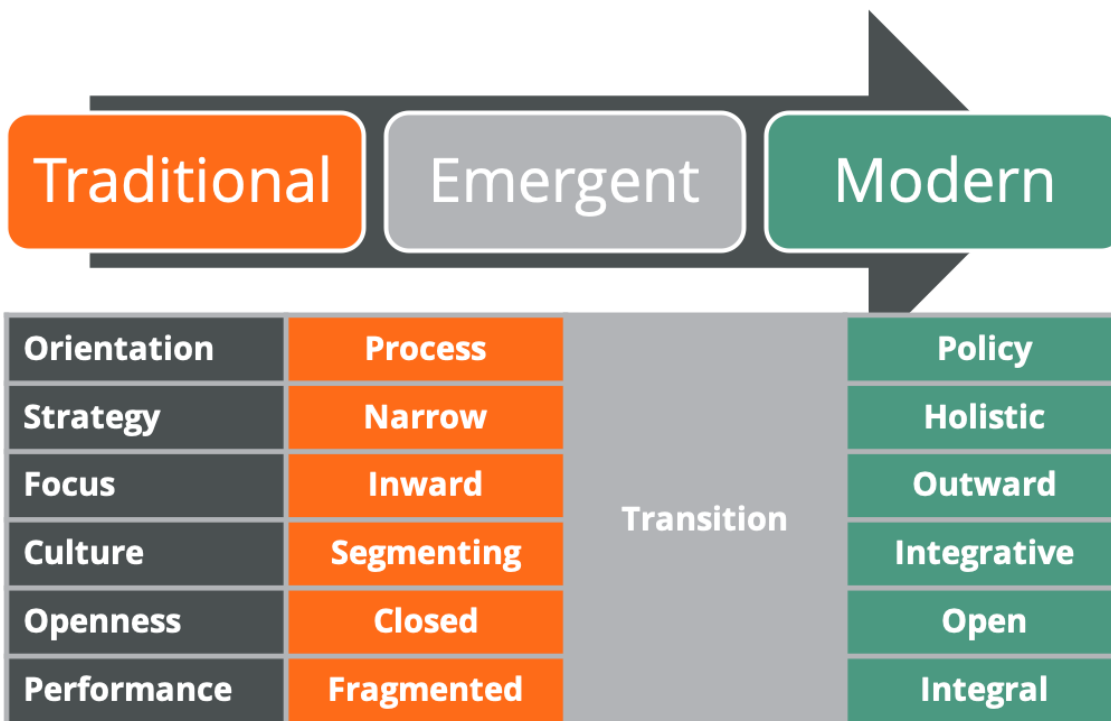 Traditional Emergent Modern
Orientation Process Policy
Strategy Narrow Holistic
Focus Inward Outward
Transition
Culture Segmenting Integrative
Openness Closed Open
Performance Fragmented Integral